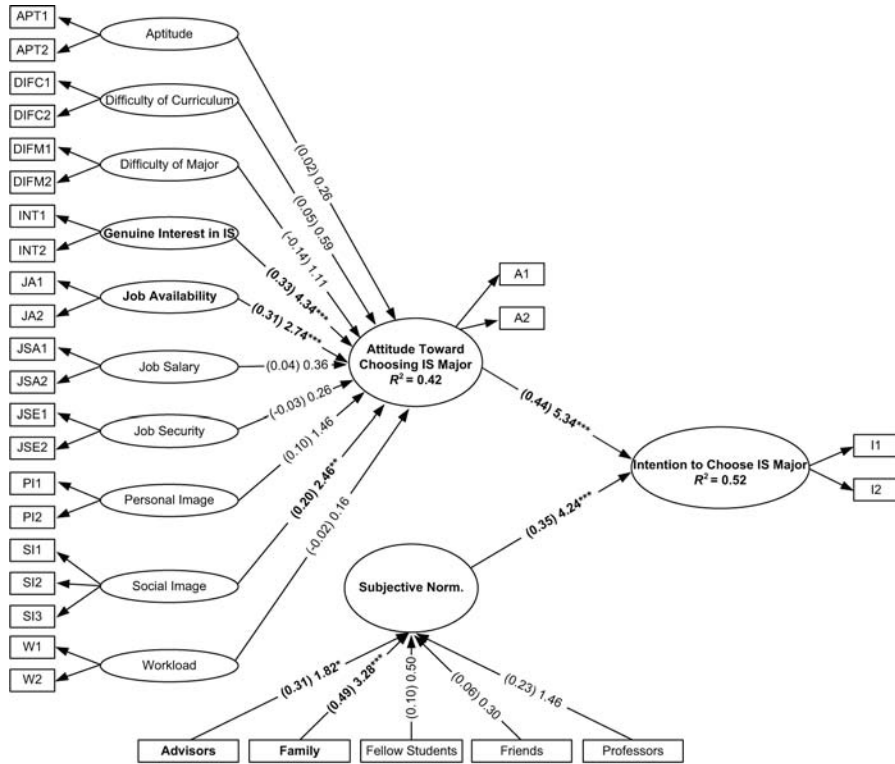 APT1
APT2
Aptitude
DIFC1
DIFC2
Difficulty of Curriculum
DIFM1
DIFM2
Difficulty of Major
INT1
INT2
Genuine Interest in IS
JA1
JA2
Job Availability
JSA1
JSA2
Job Salary
JSE1
JSE2
Job Security
PI1
PI2
Personal Image
SI1
SI2
SI3
Social Image
W1
W2
Workload
(0.02) 0.26
(0.05) 0.59
(-0.14) 1.11
(0.33) 4.34***
(0.31) 2.74***
(0.04) 0.36
(-0.03) 0.26
(0.10) 1.46
(0.20) 2.46**
(-0.02) 0.16
A1
A2
Attitude Toward
Choosing IS Major
R² = 0.42
(0.44) 5.34***
(0.35) 4.24***
Intention to Choose IS Major
R² = 0.52
I1
I2
Subjective Norm.
(0.31) 1.82*
(0.49) 3.28***
(0.10) 0.50
(0.06) 0.30
(0.23) 1.46
Advisors
Family
Fellow Students
Friends
Professors